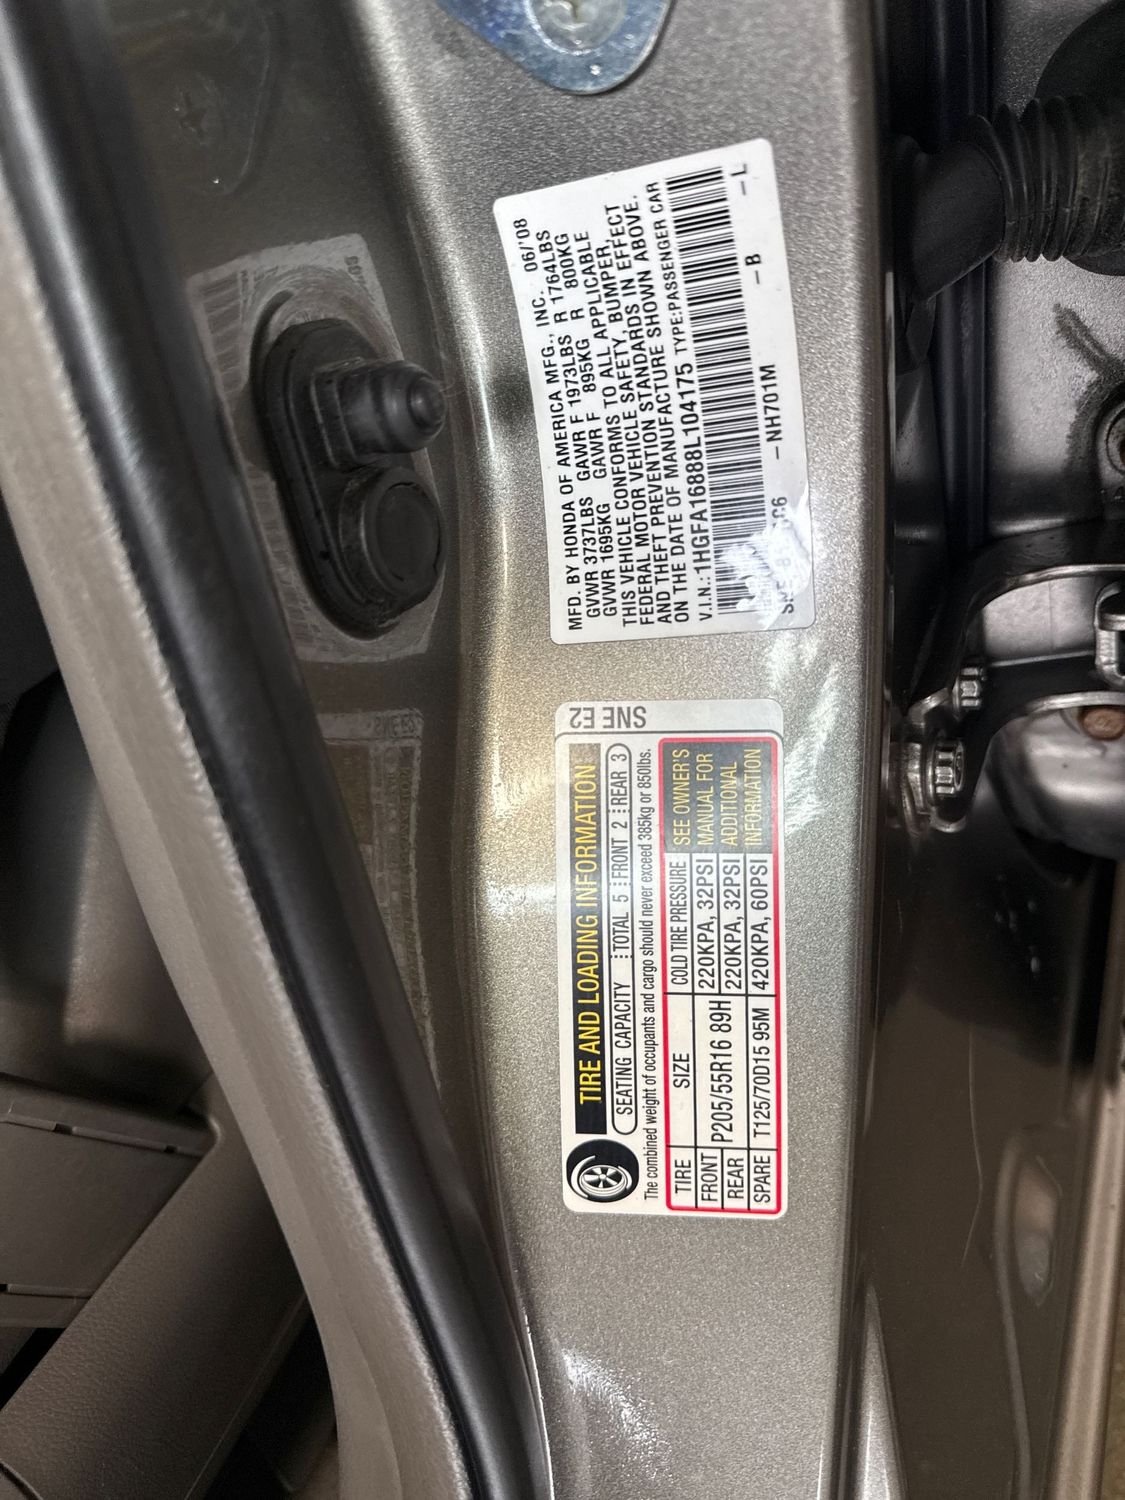 MFD. BY HONDA OF AMERICA MFG., INC. 06/'08
GVWR 3737LBS GAWR F 1973LBS R 1764LBS
GVWR 1695KG GAWR F 895KG R 800KG
THIS VEHICLE CONFORMS TO ALL APPLICABLE
FEDERAL MOTOR VEHICLE SAFETY, BUMPER,
AND THEFT PREVENTION STANDARDS IN EFFECT
ON THE DATE OF MANUFACTURE SHOWN ABOVE.
V.I.N.:1HGFA16888L104175 TYPE:PASSENGER CAR
-NH701M -B -L
SNE E2
TIRE AND LOADING INFORMATION
SEATING CAPACITY TOTAL 5 FRONT 2 REAR 3
The combined weight of occupants and cargo should never exceed 385kg or 850lbs.
TIRE SIZE COLD TIRE PRESSURE SEE OWNER'S
FRONT P205/55R16 89H 220KPA, 32PSI MANUAL FOR
REAR 220KPA, 32PSI ADDITIONAL
SPARE T125/70D15 95M 420KPA, 60PSI INFORMATION